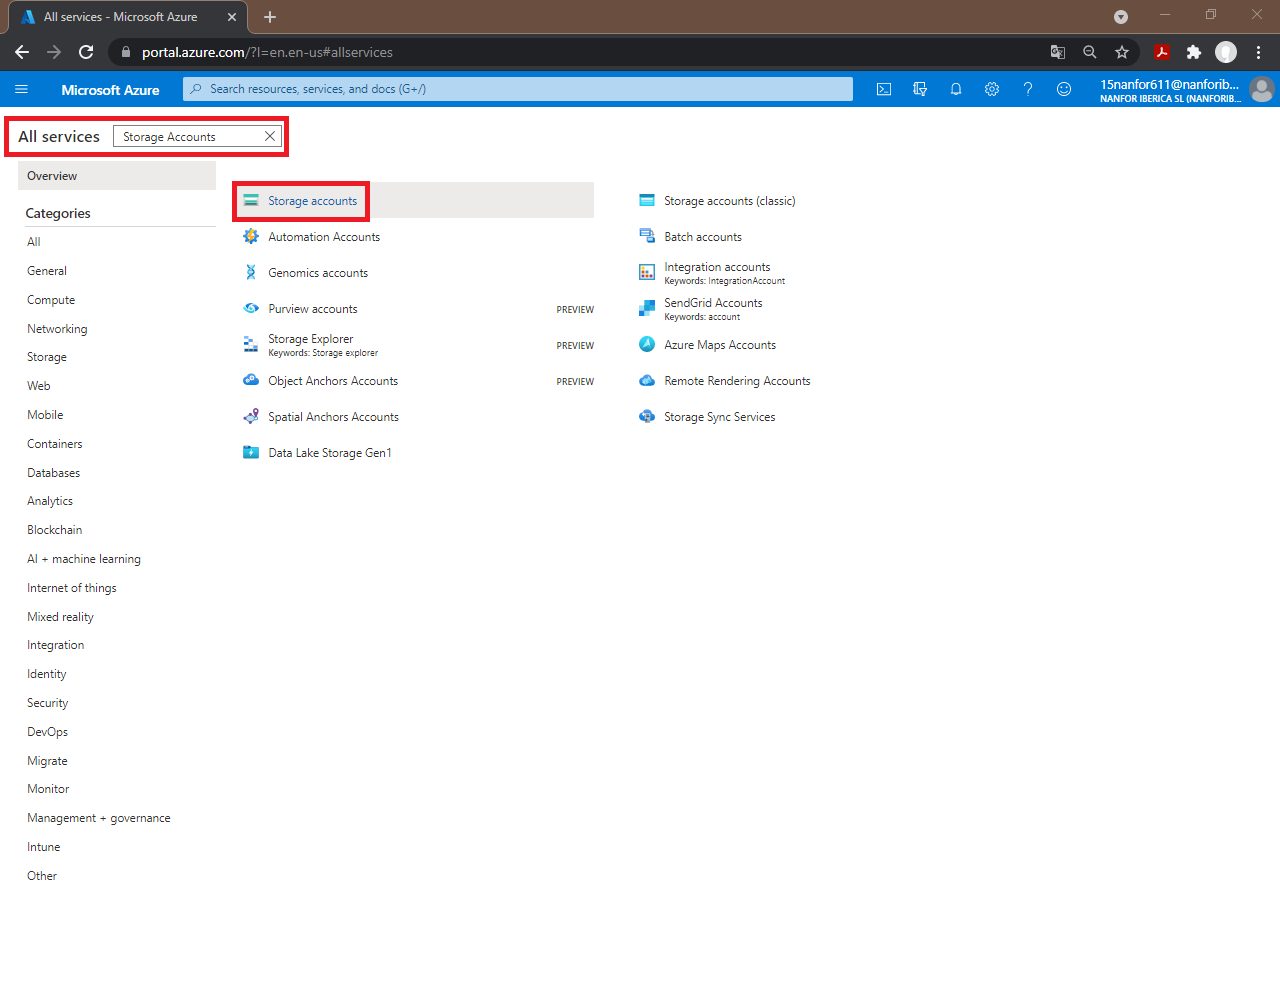 All services - Microsoft Azure
portal.azure.com/?l=en.en-us#allservices
Microsoft Azure
Search resources, services, and docs (G+/)
15nanfor611@nanforib...
NANFOR IBERICA SL (NANFORIB...
All services
Storage Accounts
Overview
Categories
All
General
Compute
Networking
Storage
Web
Mobile
Containers
Databases
Analytics
Blockchain
AI + machine learning
Internet of things
Mixed reality
Integration
Identity
Security
DevOps
Migrate
Monitor
Management + governance
Intune
Other
Storage accounts
Automation Accounts
Genomics accounts
Purview accounts
PREVIEW
Storage Explorer
Keywords: Storage explorer
PREVIEW
Object Anchors Accounts
PREVIEW
Spatial Anchors Accounts
Data Lake Storage Gen1
Storage accounts (classic)
Batch accounts
Integration accounts
Keywords: IntegrationAccount
SendGrid Accounts
Keywords: account
Azure Maps Accounts
Remote Rendering Accounts
Storage Sync Services